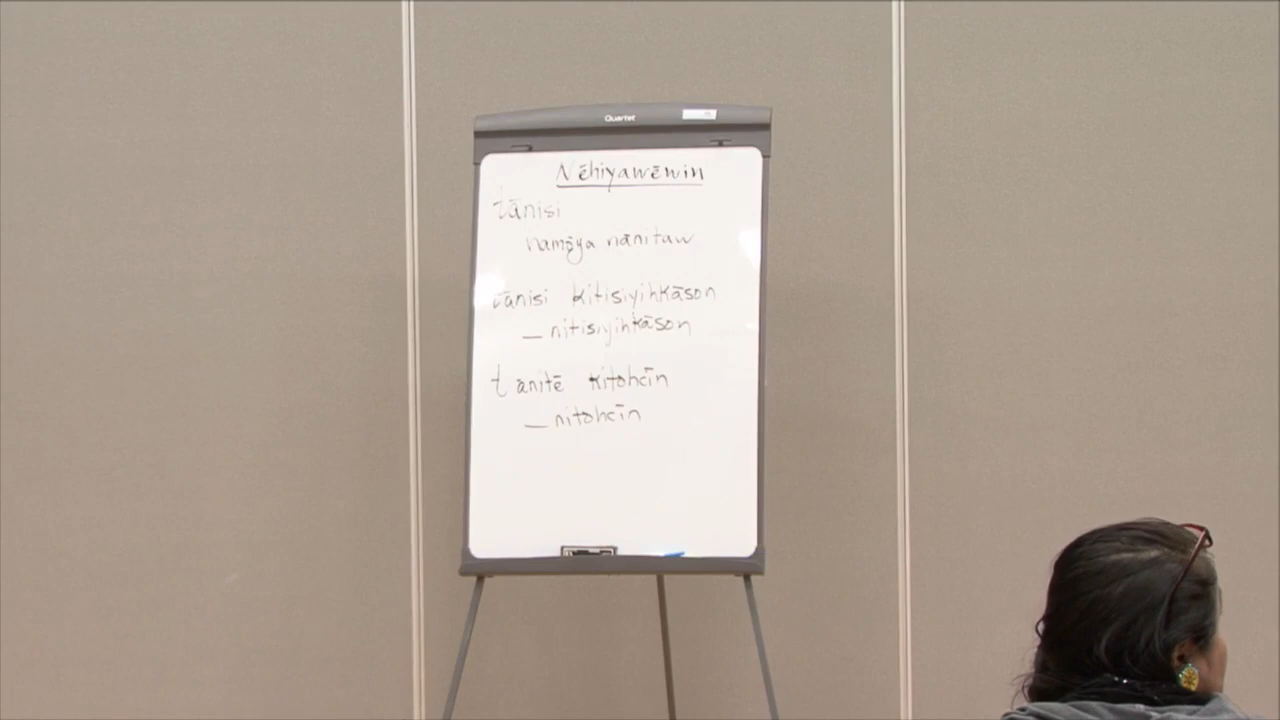 Quartet
Nēhiyawēwin
tānisi
namōya nānitaw
tānisi kitisiyihkāson
_ nitisiyihkāson
tānitē kitohcīn
_ nitohcīn